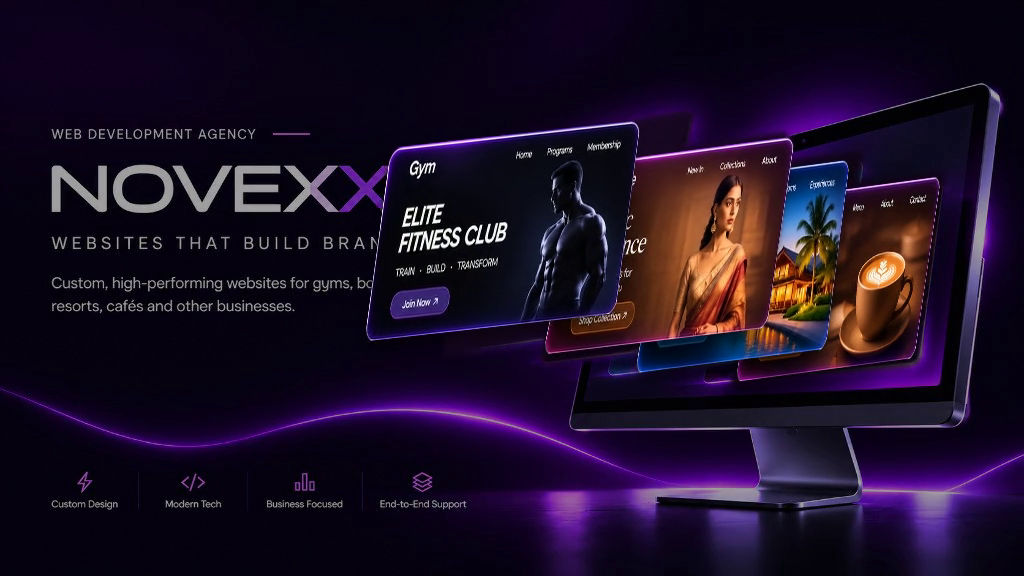 WEB DEVELOPMENT AGENCY
NOVEXX
WEBSITES THAT BUILD BRAN
Custom, high-performing websites for gyms, bo
resorts, cafés and other businesses.
Gym
Home Programs Membership
ELITE
FITNESS CLUB
TRAIN · BUILD · TRANSFORM
Join Now ↗
New In Collections About
nce
s for
Shop Collection ↗
Experiences
Menu About Contact
Custom Design
Modern Tech
Business Focused
End-to-End Support